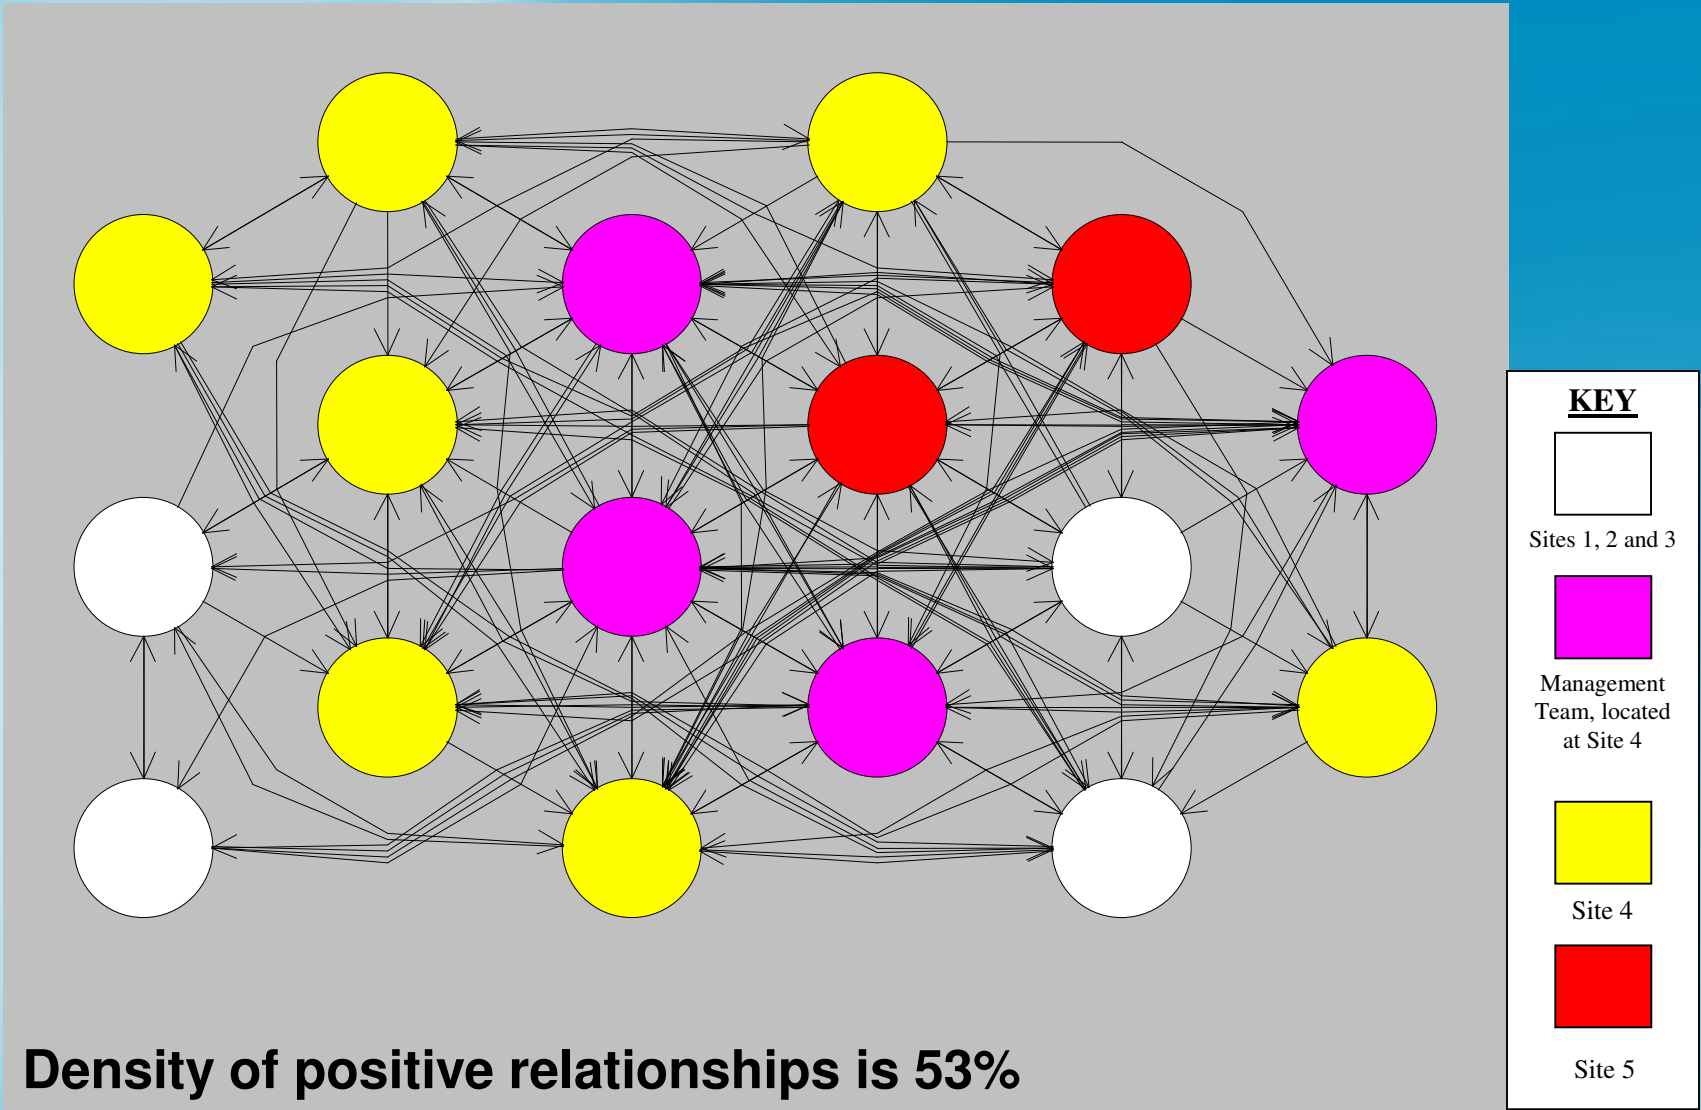 KEY
Sites 1, 2 and 3
Management
Team, located
at Site 4
Site 4
Site 5
Density of positive relationships is 53%